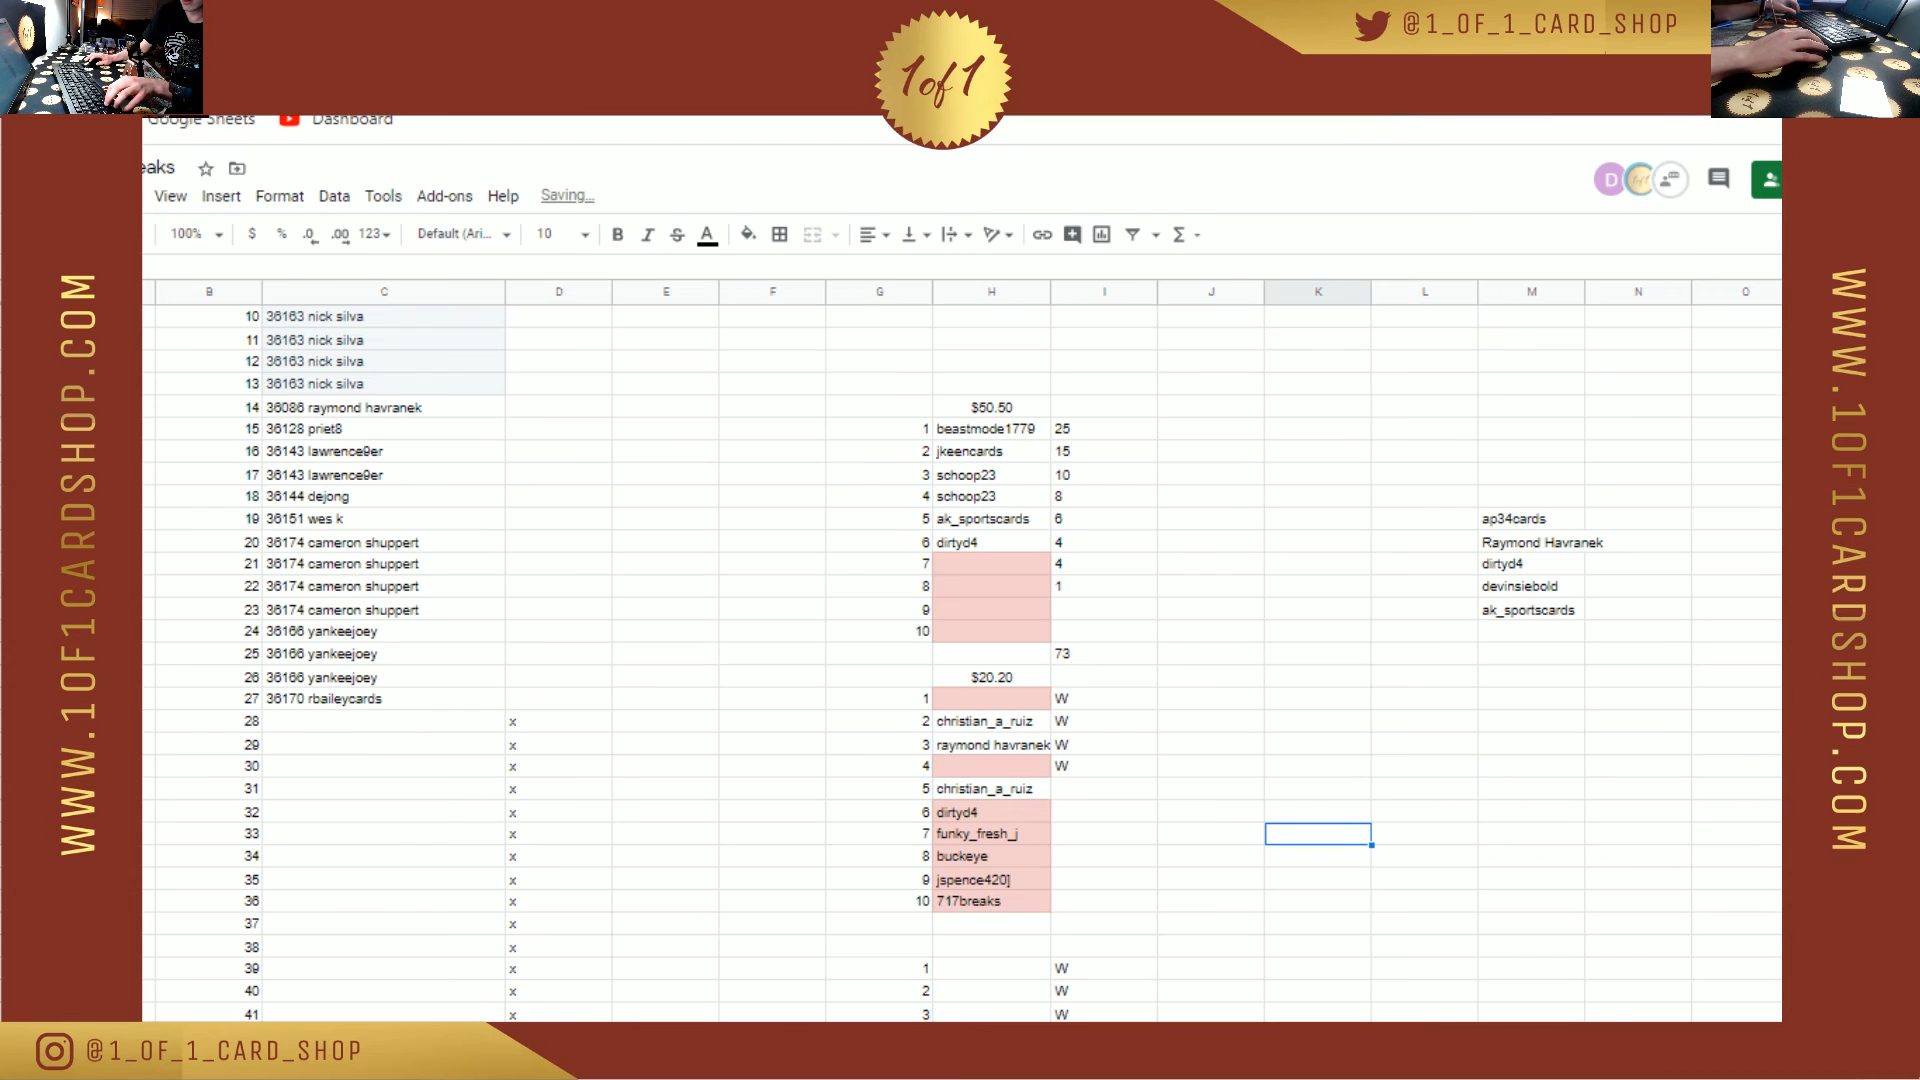 @1_OF_1_CARD_SHOP
1of1
Google Sheets Dashboard
eaks
View Insert Format Data Tools Add-ons Help Saving...
D
100% $ % .0 .00 123 Default (Ari... 10 B I S A Σ
B C D E F G H I J K L M N O
10 36163 nick silva
11 36163 nick silva
12 36163 nick silva
13 36163 nick silva
14 36086 raymond havranek $50.50
15 36128 priet8 1 beastmode1779 25
16 36143 lawrence9er 2 jkeencards 15
17 36143 lawrence9er 3 schoop23 10
18 36144 dejong 4 schoop23 8
19 36151 wes k 5 ak_sportscards 6 ap34cards
20 36174 cameron shuppert 6 dirtyd4 4 Raymond Havranek
21 36174 cameron shuppert 7 4 dirtyd4
22 36174 cameron shuppert 8 1 devinsiebold
23 36174 cameron shuppert 9 ak_sportscards
24 36166 yankeejoey 10
25 36166 yankeejoey 73
26 36166 yankeejoey $20.20
27 36170 rbaileycards 1 W
28 x 2 christian_a_ruiz W
29 x 3 raymond havranek W
30 x 4 W
31 x 5 christian_a_ruiz
32 x 6 dirtyd4
33 x 7 funky_fresh_j
34 x 8 buckeye
35 x 9 jspence420]
36 x 10 717breaks
37 x
38 x
39 x 1 W
40 x 2 W
41 x 3 W
WWW.1OF1CARDSHOP.COM
WWW.1OF1CARDSHOP.COM
@1_OF_1_CARD_SHOP